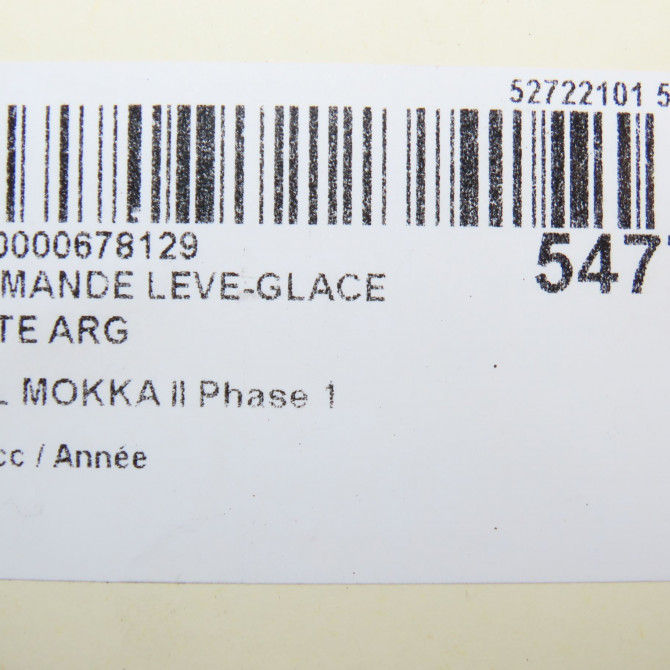 52722101 5
0000678129
547
MANDE LEVE-GLACE
TE ARG
L MOKKA II Phase 1
cc / Année